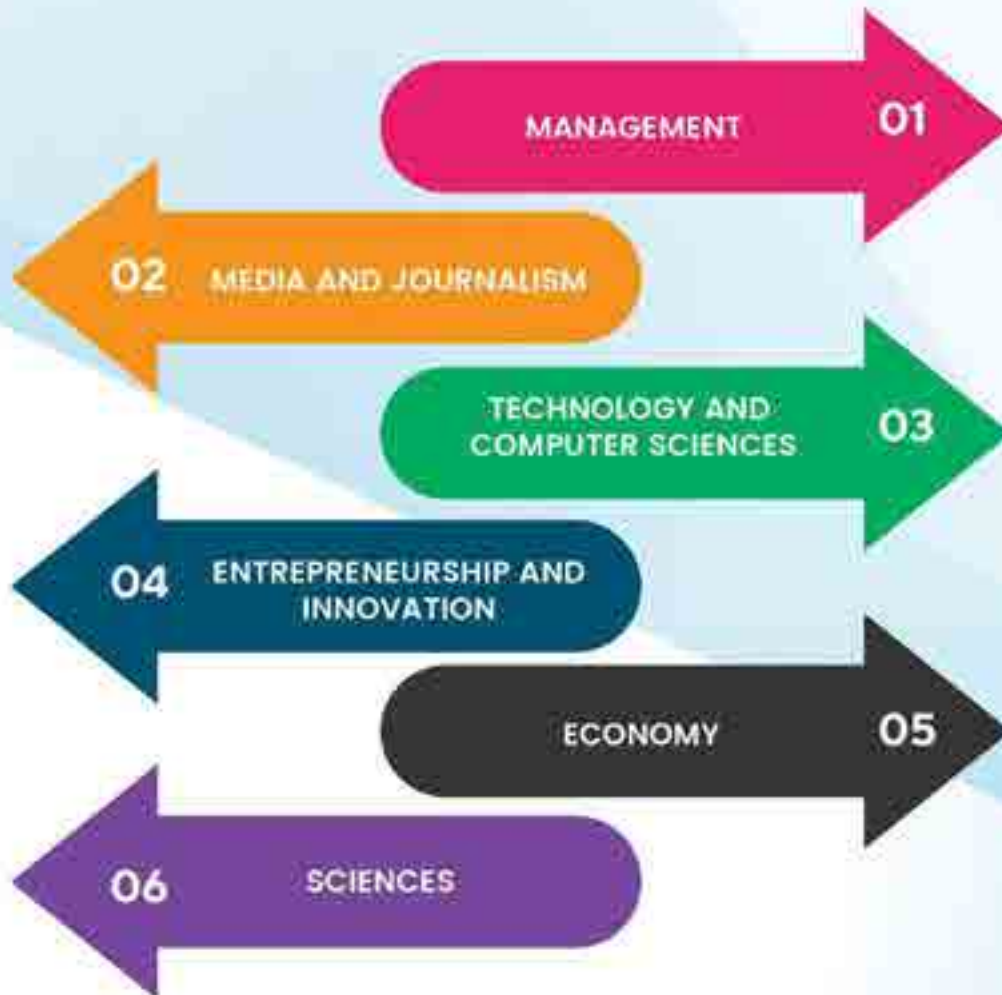 MANAGEMENT 01
02 MEDIA AND JOURNALISM
TECHNOLOGY AND
COMPUTER SCIENCES
03
04
ENTREPRENEURSHIP AND
INNOVATION
ECONOMY 05
06 SCIENCES